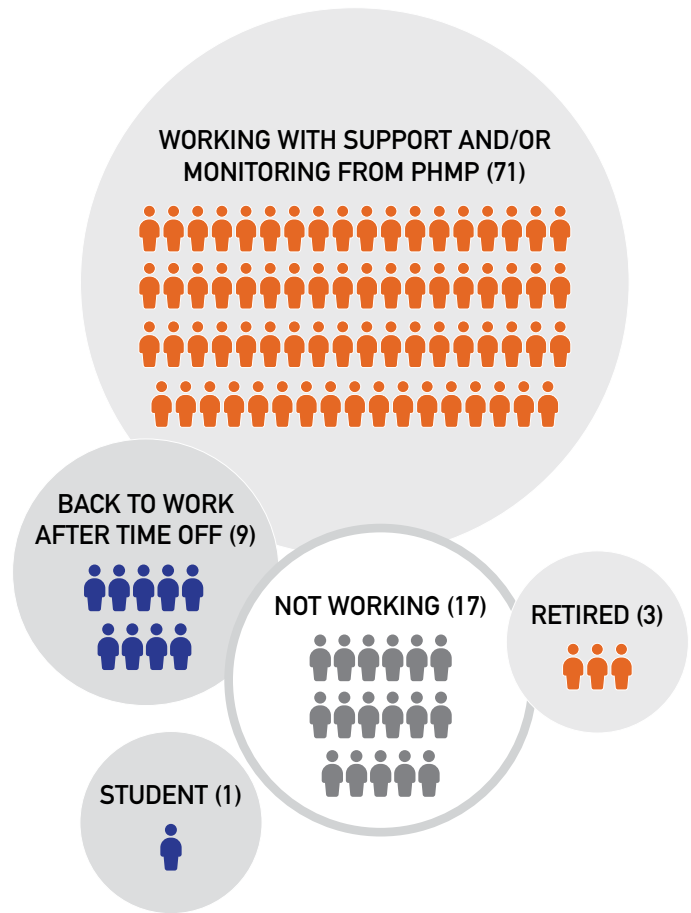 WORKING WITH SUPPORT AND/OR
MONITORING FROM PHMP (71)
BACK TO WORK
AFTER TIME OFF (9)
NOT WORKING (17)
RETIRED (3)
STUDENT (1)